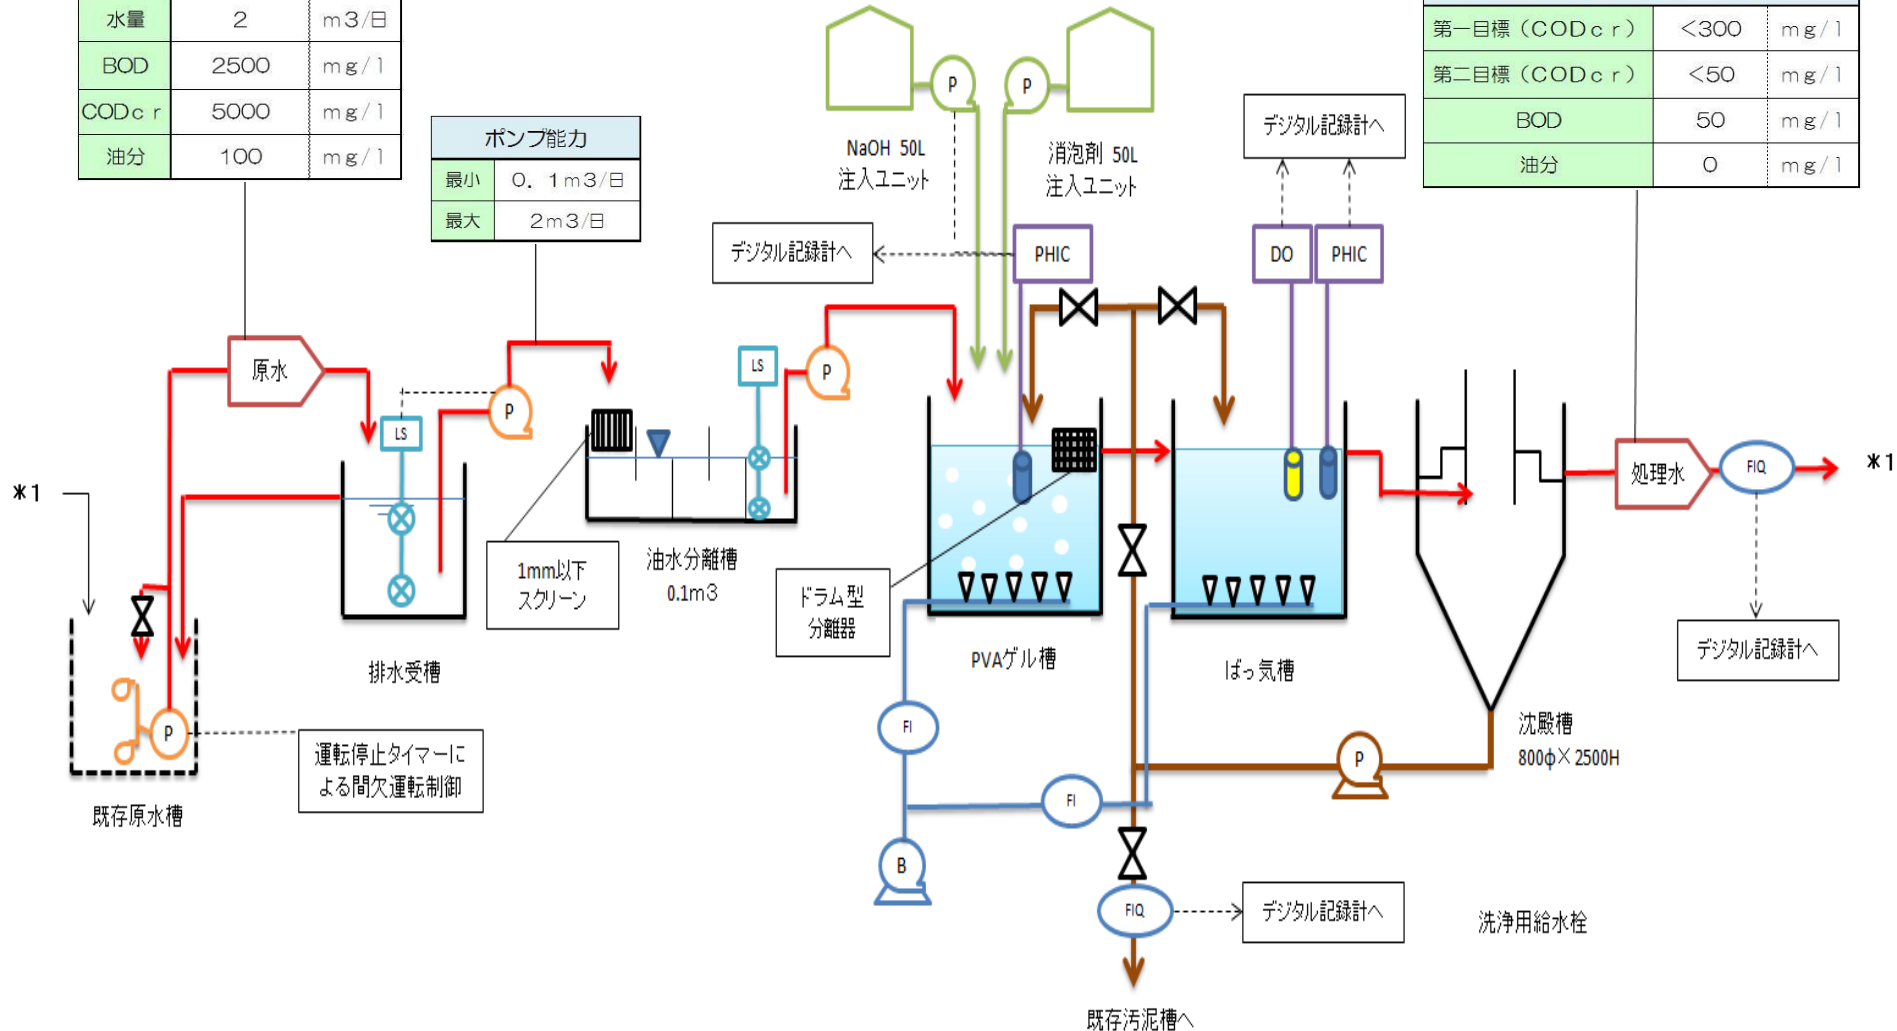 水量 2 m3/日
BOD 2500 mg/l
CODcr 5000 mg/l
油分 100 mg/l
ポンプ能力
最小 0.1m3/日
最大 2m3/日
NaOH 50L
注入ユニット
消泡剤 50L
注入ユニット
P
P
デジタル記録計へ
第一目標(CODcr) <300 mg/l
第二目標(CODcr) <50 mg/l
BOD 50 mg/l
油分 0 mg/l
デジタル記録計へ
PHIC
DO
PHIC
原水
LS
P
LS
P
*1
1mm以下
スクリーン
油水分離槽
0.1m3
ドラム型
分離器
PVAゲル槽
ばっ気槽
処理水
FIQ
*1
デジタル記録計へ
排水受槽
P
運転停止タイマーに
よる間欠運転制御
既存原水槽
FI
FI
B
P
沈殿槽
800φ×2500H
FIQ
デジタル記録計へ
洗浄用給水栓
既存汚泥槽へ